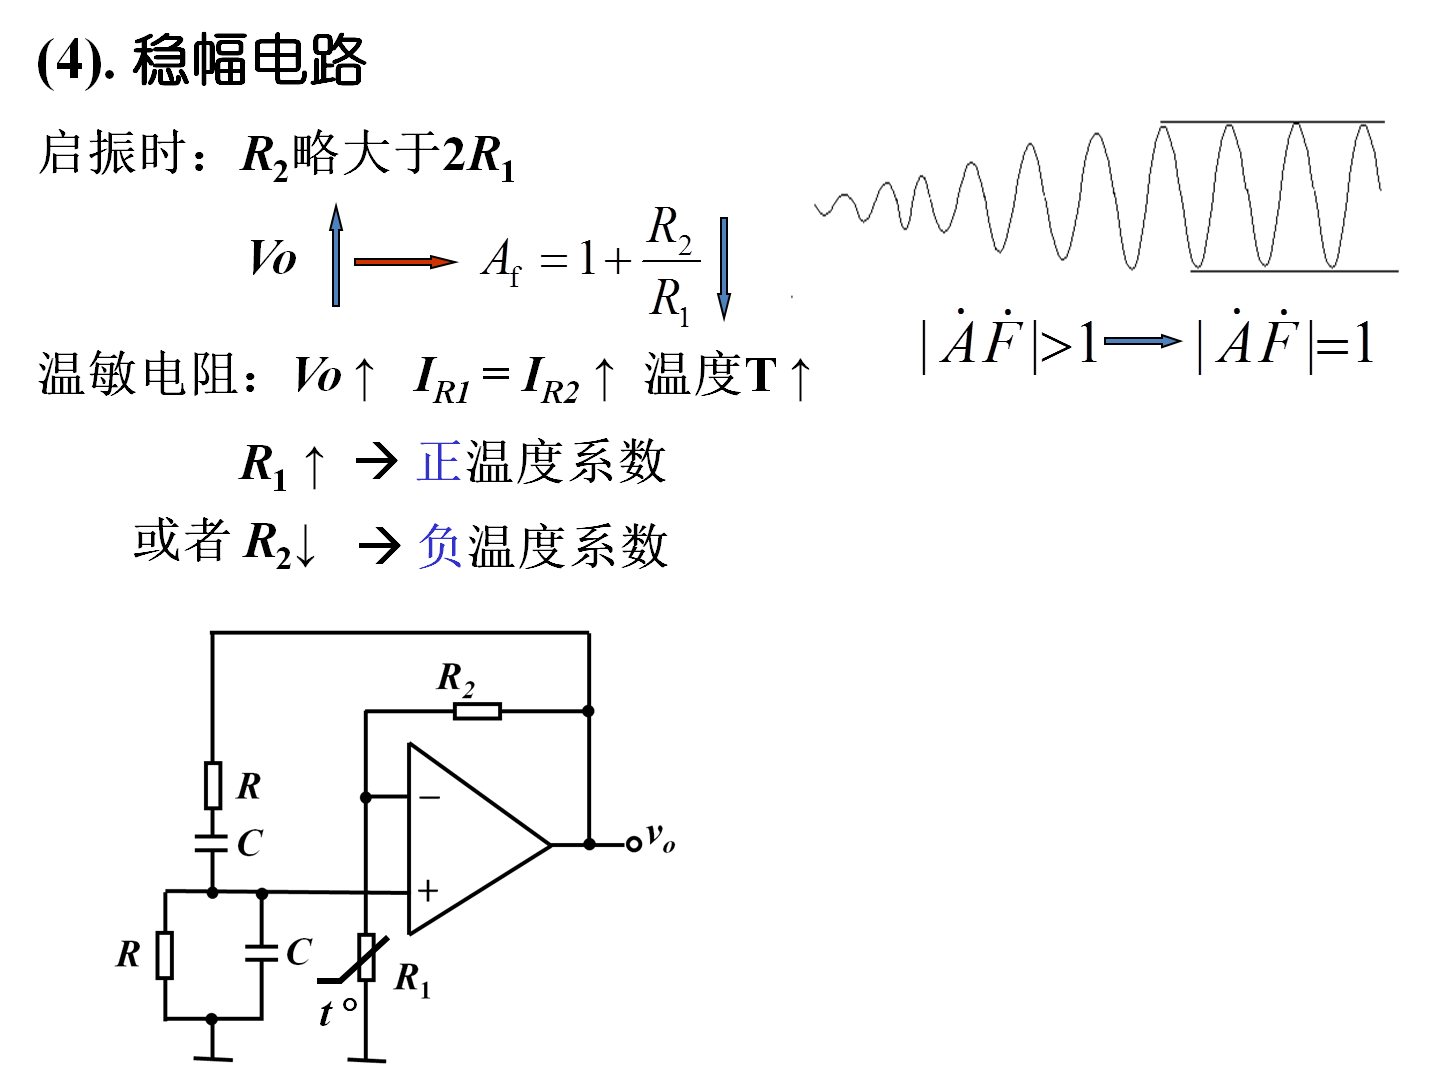 (4). 稳幅电路
启振时：R2略大于2R1
Vo → Af = 1 + R2/R1
|ȦḞ|>1 → |ȦḞ|=1
温敏电阻：Vo ↑ IR1 = IR2 ↑ 温度T ↑
R1 ↑ → 正温度系数
或者 R2↓ → 负温度系数
R2
R
C
−
vo
+
R
C
R1
t°